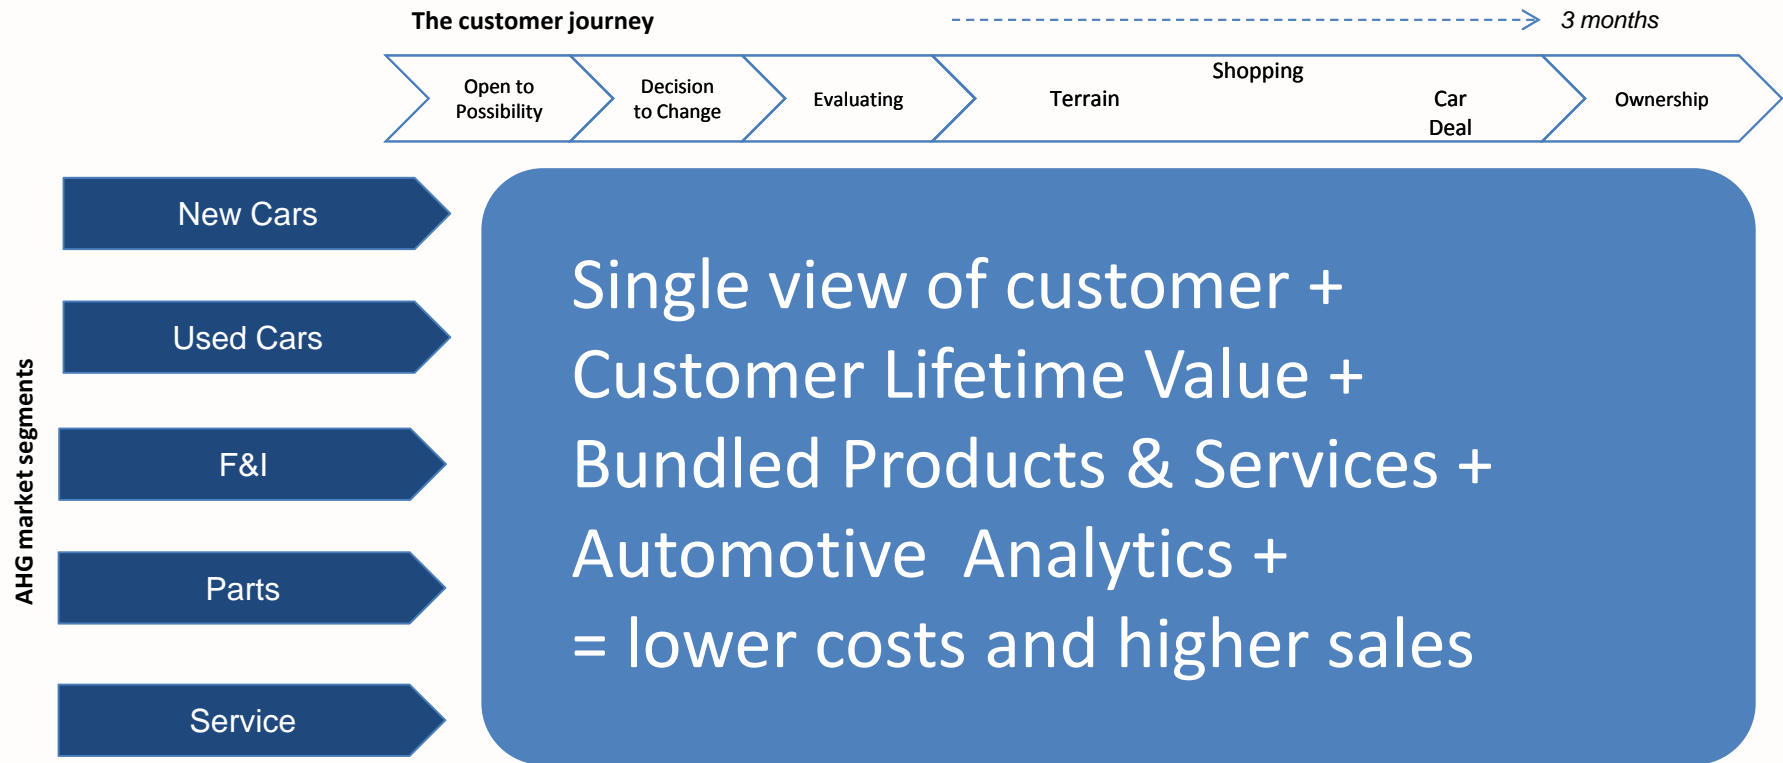 The customer journey
3 months
Open to
Possibility
Decision
to Change
Evaluating
Shopping
Terrain
Car
Deal
Ownership
AHG market segments
New Cars
Used Cars
F&I
Parts
Service
Single view of customer +
Customer Lifetime Value +
Bundled Products & Services +
Automotive  Analytics +
= lower costs and higher sales